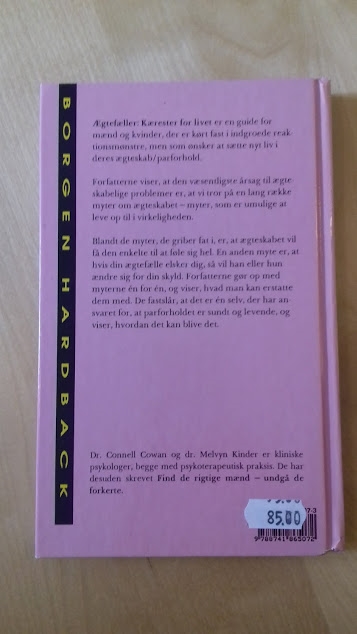 BORGEN HARDBACK
Ægtefæller: Kærester for livet er en guide for
mænd og kvinder, der er kørt fast i indgroede reak-
tionsmønstre, men som ønsker at sætte nyt liv i
deres ægteskab/parforhold.
Forfatterne viser, at den væsentligste årsag til ægte-
skabelige problemer er, at vi tror på en lang række
myter om ægteskabet – myter, som er umulige at
leve op til i virkeligheden.
Blandt de myter, de griber fat i, er, at ægteskabet vil
få den enkelte til at føle sig hel. En anden myte er, at
hvis din ægtefælle elsker dig, så vil han eller hun
ændre sig for din skyld. Forfatterne gør op med
myterne én for én, og viser, hvad man kan erstatte
dem med. De fastslår, at det er én selv, der har an-
svaret for, at parforholdet er sundt og levende, og
viser, hvordan det kan blive det.
Dr. Connell Cowan og dr. Melvyn Kinder er kliniske
psykologer, begge med psykoterapeutisk praksis. De har
desuden skrevet Find de rigtige mænd – undgå de
forkerte.
7-3
85.00
9 788741 865072